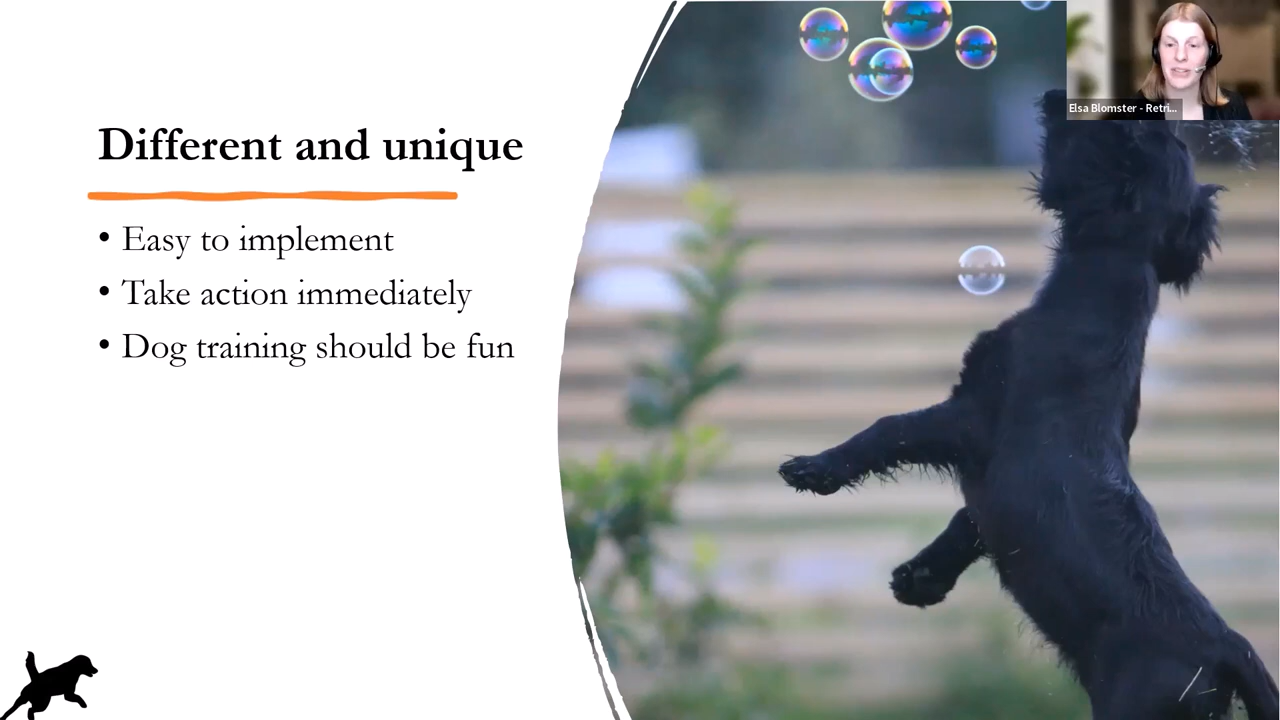 Different and unique
• Easy to implement
• Take action immediately
• Dog training should be fun
Elsa Blomster - Retri...